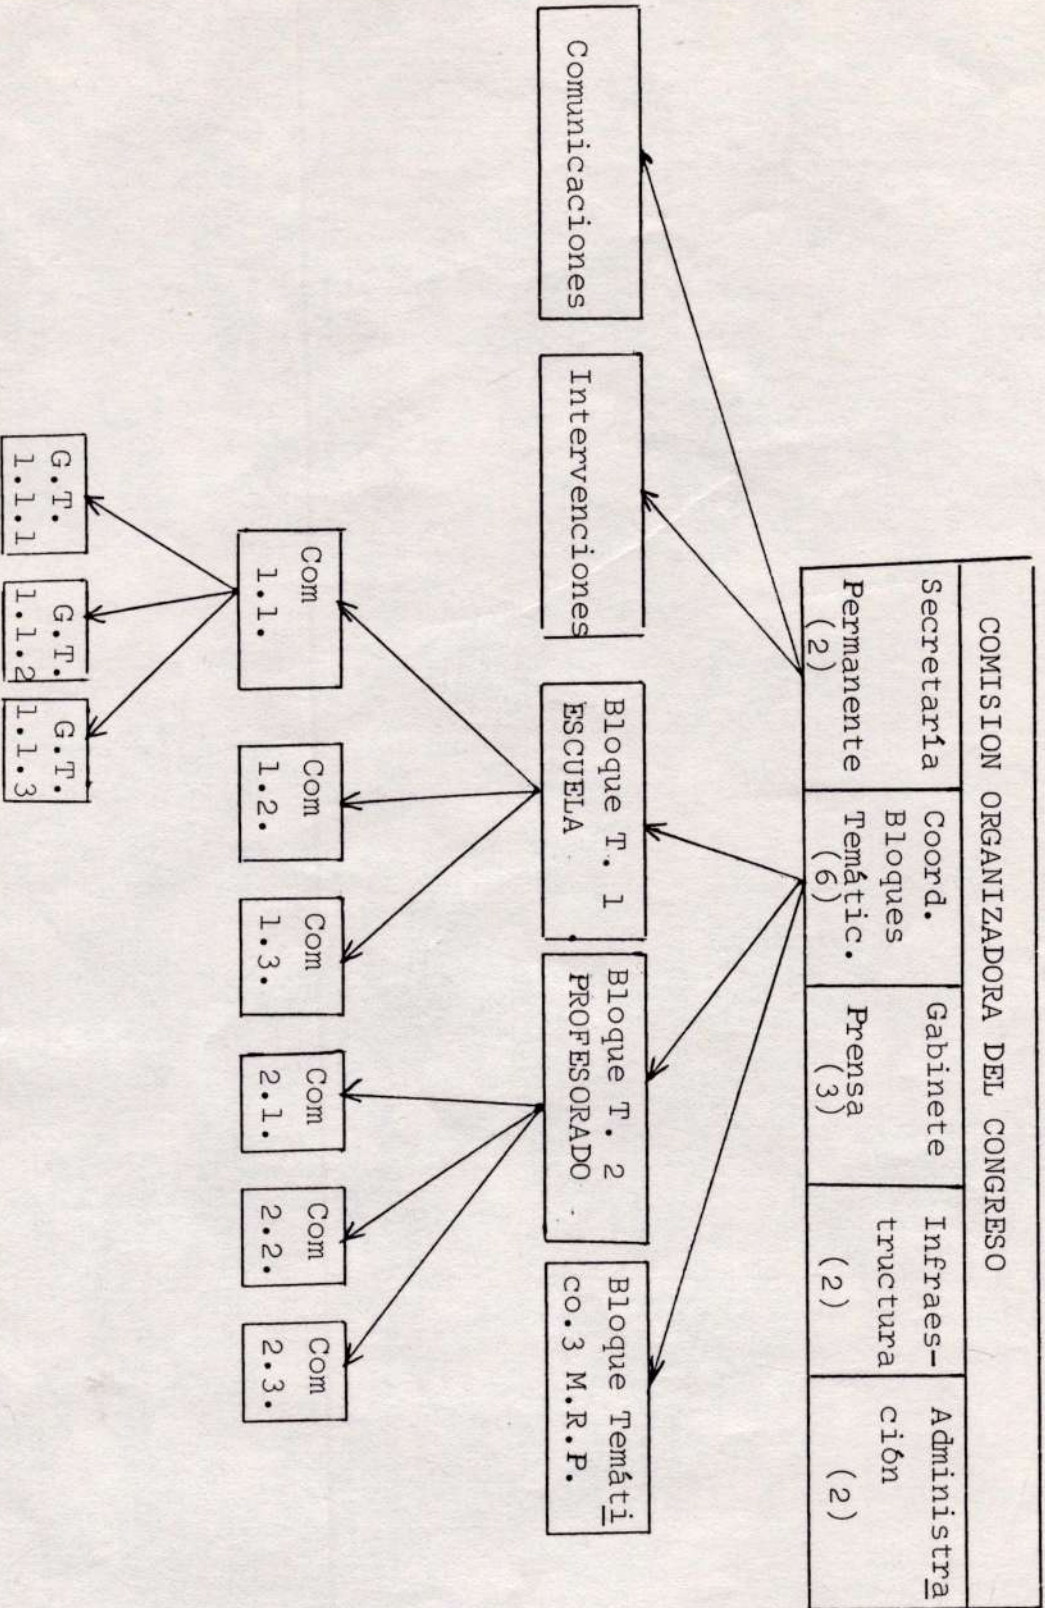 COMISION ORGANIZADORA DEL CONGRESO
Secretaría
Permanente
(2)
Coord.
Bloques
Temátic.
(6)
Gabinete
Prensa
(3)
Infraes-
tructura
(2)
Administra
ción
(2)
Comunicaciones
Intervenciones
Bloque T. 1
ESCUELA
Bloque T. 2
PROFESORADO
Bloque Temáti
co.3 M.R.P.
Com
1.1.
Com
1.2.
Com
1.3.
Com
2.1.
Com
2.2.
Com
2.3.
G.T.
1.1.1
G.T.
1.1.2
G.T.
1.1.3